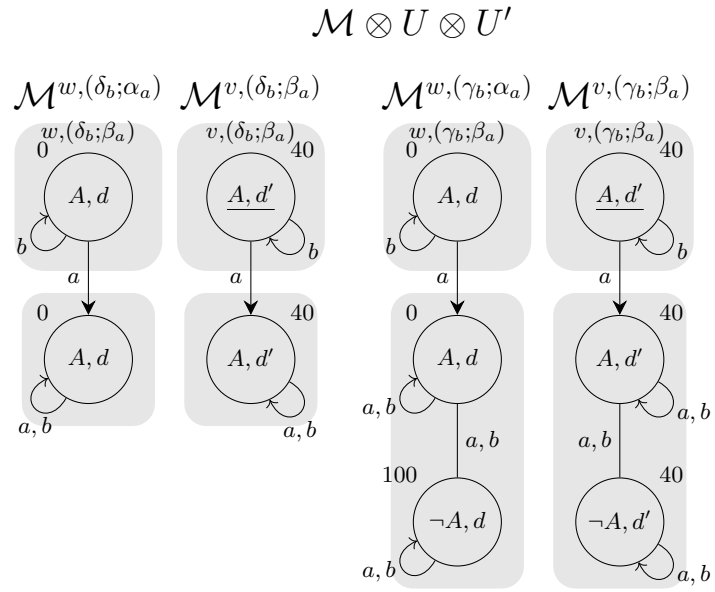 ℳ ⊗ U ⊗ U′
ℳ^{w,(δ_b;α_a)} ℳ^{v,(δ_b;β_a)} ℳ^{w,(γ_b;α_a)} ℳ^{v,(γ_b;β_a)}
w,(δ_b;β_a) v,(δ_b;β_a) w,(γ_b;β_a) v,(γ_b;β_a)
0 40 0 40
A, d A, d′ A, d A, d′
b b b b
a a a a
0 40 0 40
A, d A, d′ A, d A, d′
a, b a, b a, b a, b
a, b a, b
100 40
¬A, d ¬A, d′
a, b a, b